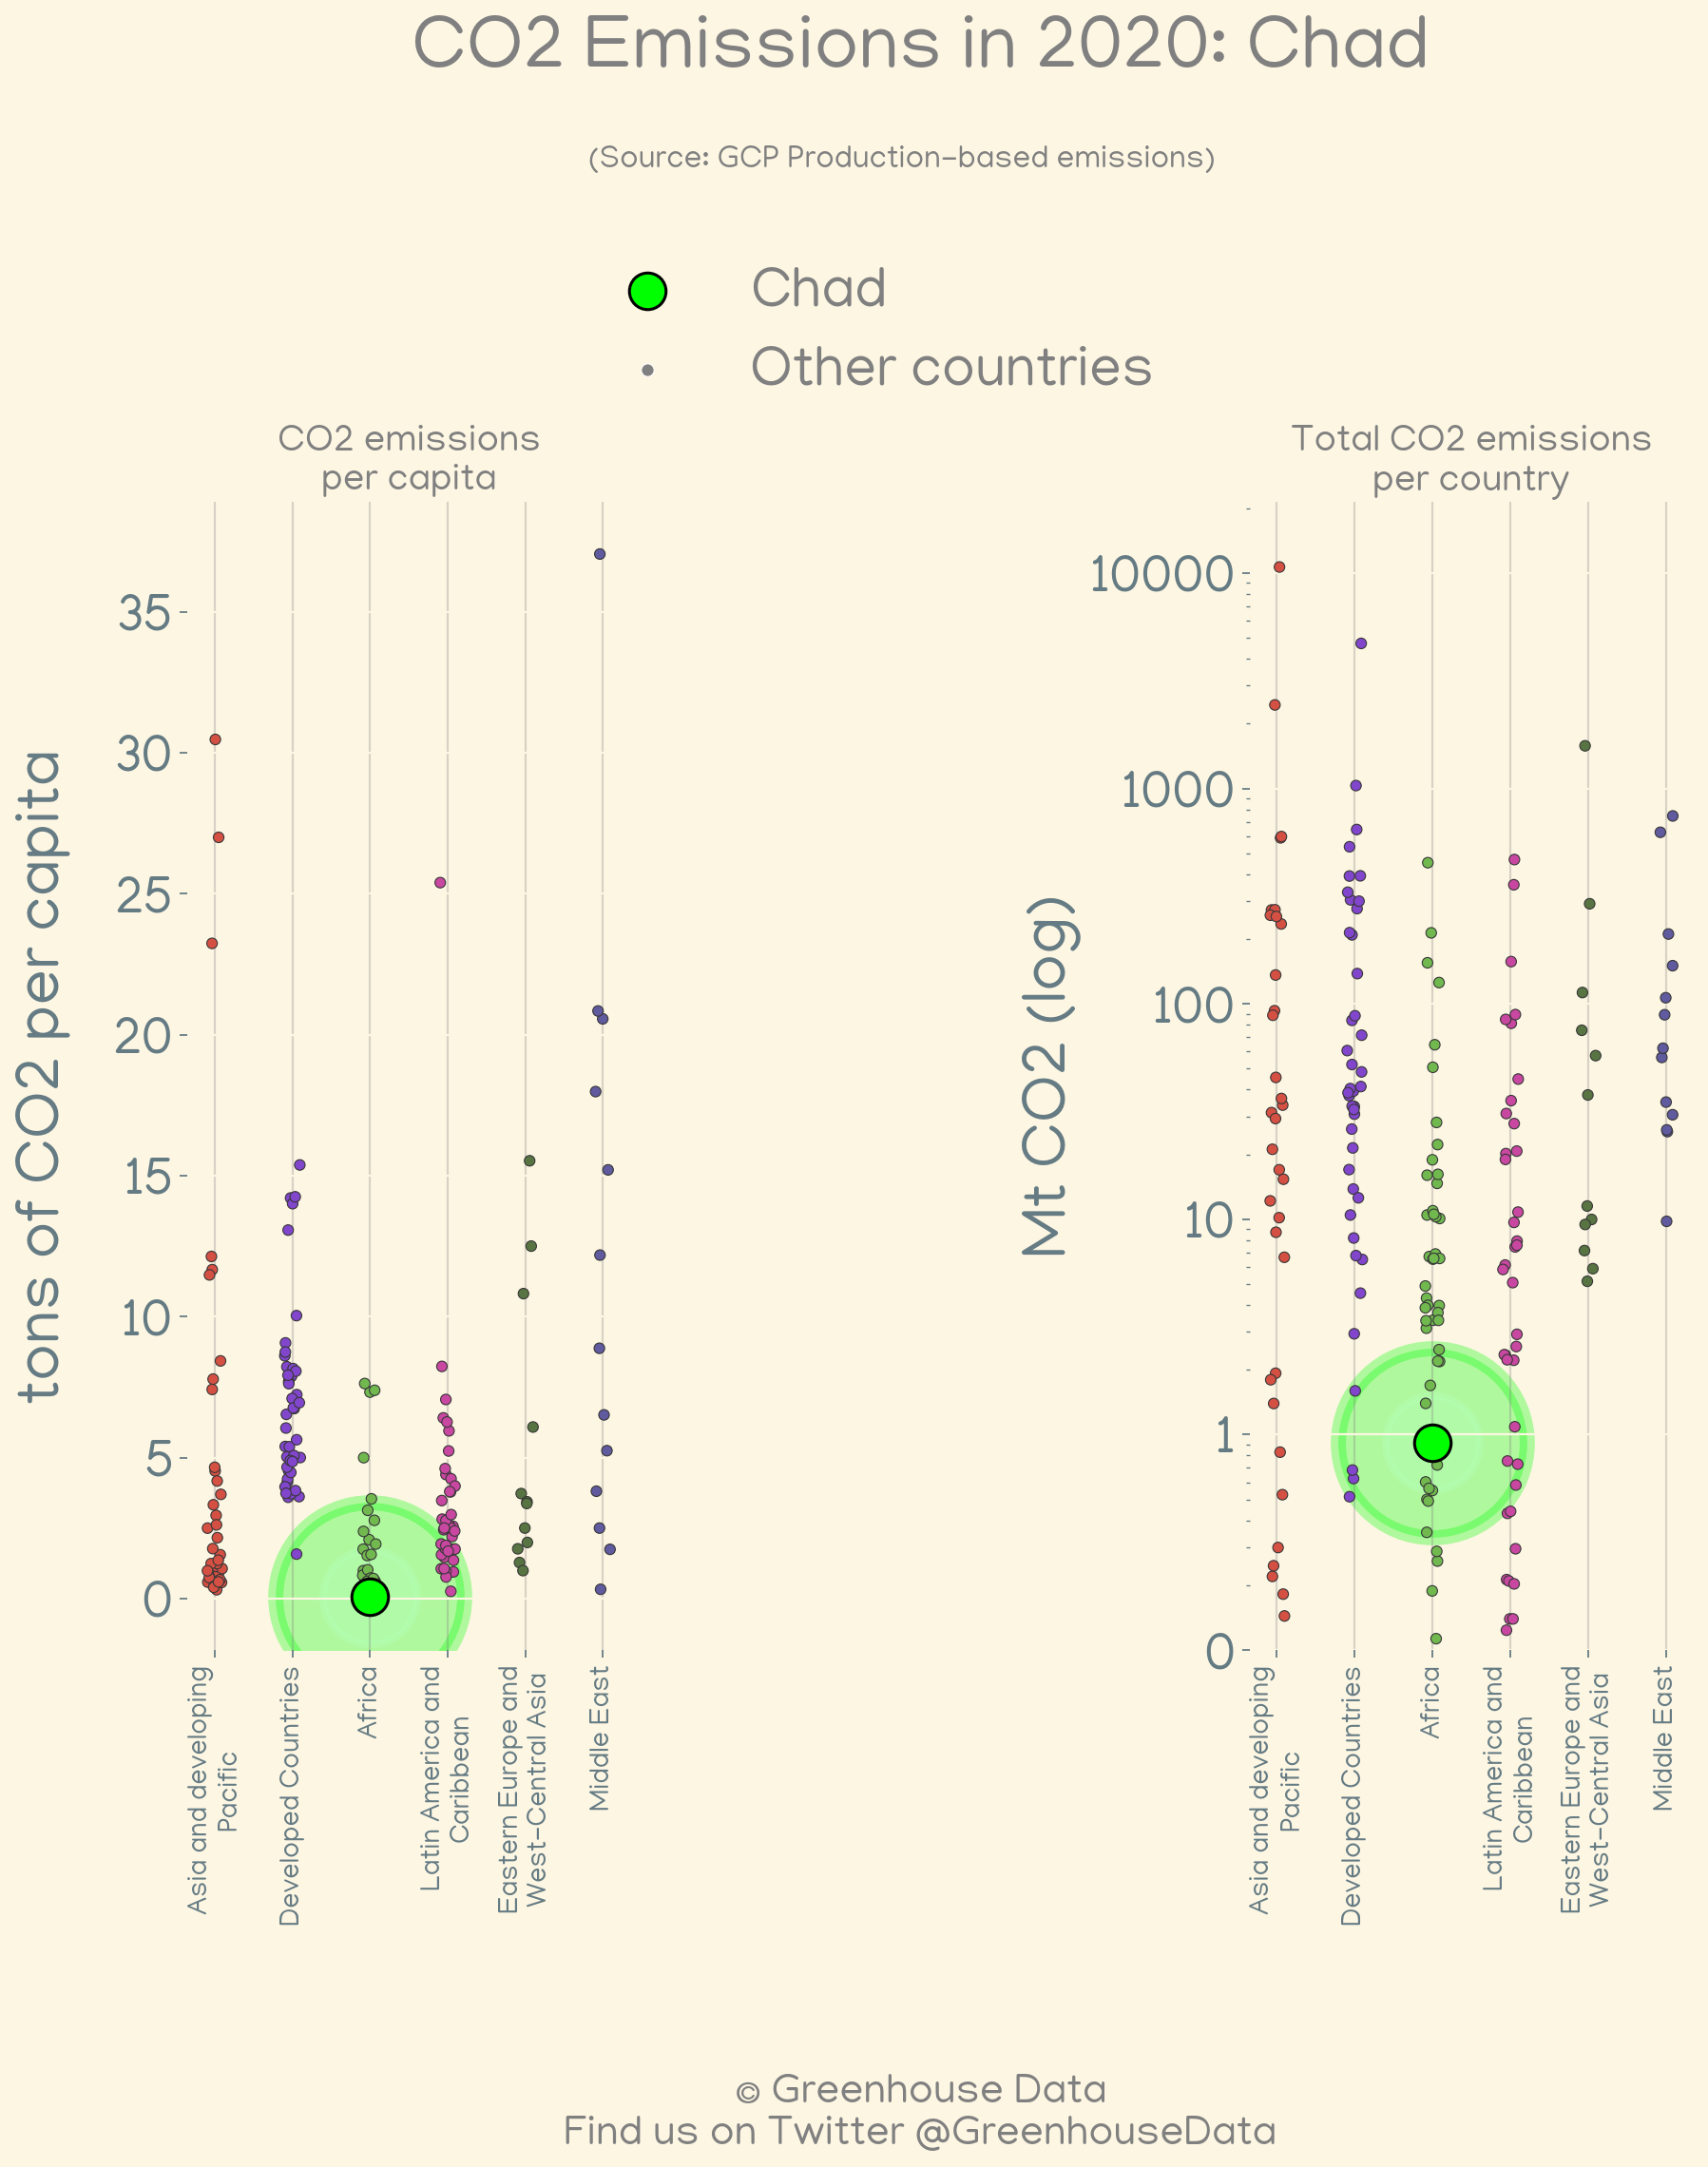 CO2 Emissions in 2020: Chad
(Source: GCP Production-based emissions)
Chad
Other countries
CO2 emissions
per capita
tons of CO2 per capita
35
30
25
20
15
10
5
0
Asia and developing
Pacific
Developed Countries
Africa
Latin America and
Caribbean
Eastern Europe and
West-Central Asia
Middle East
Total CO2 emissions
per country
Mt CO2 (log)
10000
1000
100
10
1
0
Asia and developing
Pacific
Developed Countries
Africa
Latin America and
Caribbean
Eastern Europe and
West-Central Asia
Middle East
© Greenhouse Data
Find us on Twitter @GreenhouseData